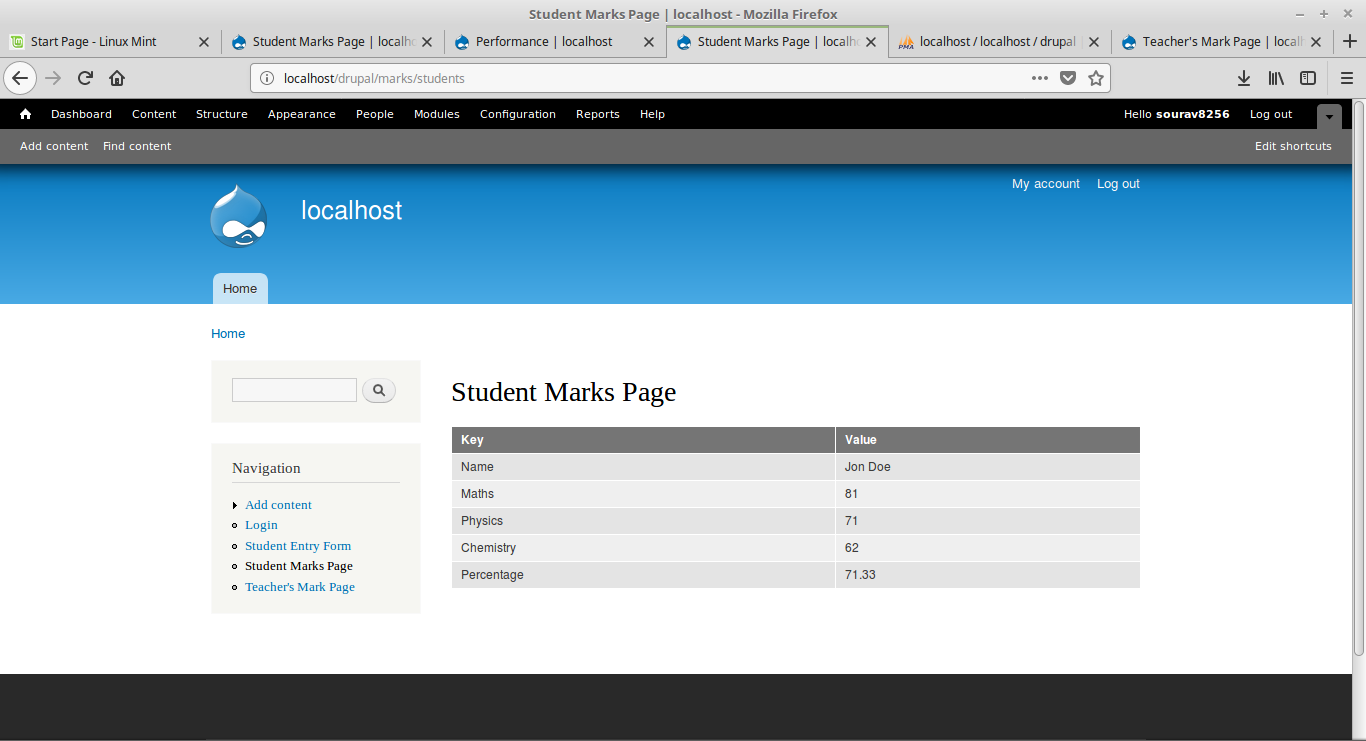 Student Marks Page | localhost - Mozilla Firefox
Start Page - Linux Mint
Student Marks Page | localho
Performance | localhost
Student Marks Page | localho
PMA
localhost / localhost / drupal
Teacher's Mark Page | localh
localhost/drupal/marks/students
Dashboard Content Structure Appearance People Modules Configuration Reports Help Hello sourav8256 Log out
Add content Find content Edit shortcuts
My account Log out
localhost
Home
Home
Student Marks Page
Key Value
Name Jon Doe
Maths 81
Physics 71
Chemistry 62
Percentage 71.33
Navigation
Add content
Login
Student Entry Form
Student Marks Page
Teacher's Mark Page